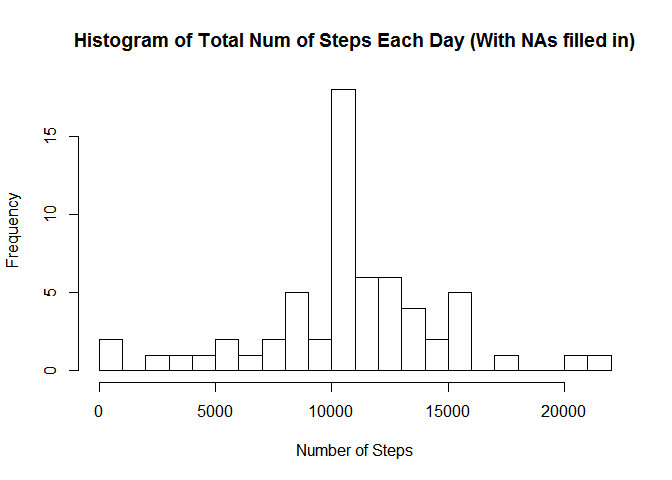 Histogram of Total Num of Steps Each Day (With NAs filled in)
Frequency
15
10
5
0
0 5000 10000 15000 20000
Number of Steps